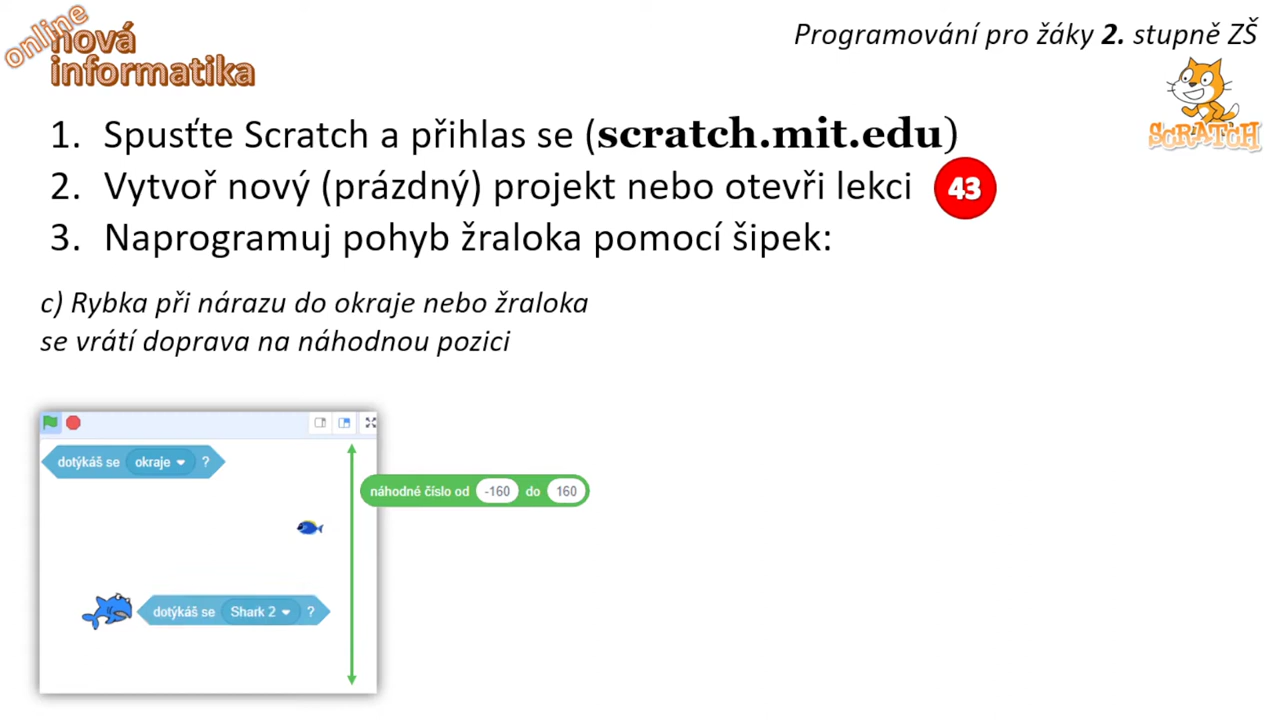 online
nová
informatika
Programování pro žáky 2. stupně ZŠ
SCRATCH
1. Spusťte Scratch a přihlas se (scratch.mit.edu)
2. Vytvoř nový (prázdný) projekt nebo otevři lekci 43
3. Naprogramuj pohyb žraloka pomocí šipek:
c) Rybka při nárazu do okraje nebo žraloka
se vrátí doprava na náhodnou pozici
dotýkáš se okraje ?
náhodné číslo od -160 do 160
dotýkáš se Shark 2 ?